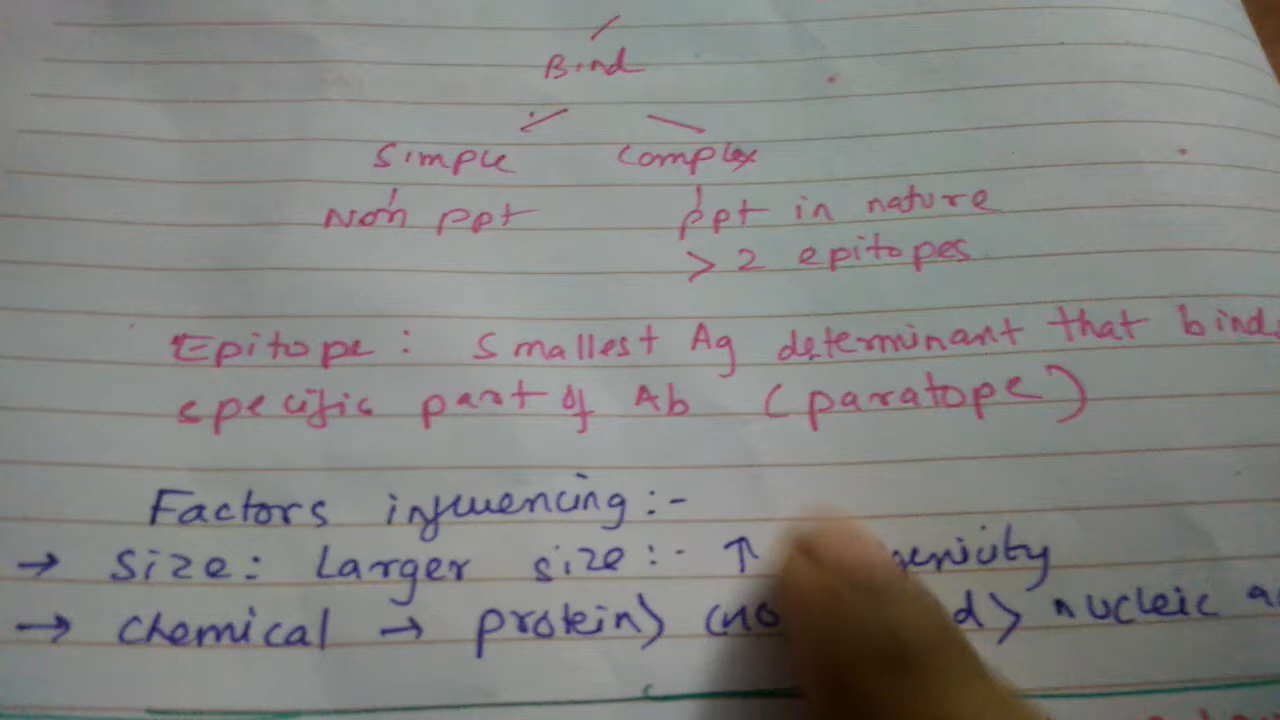 Bind
Simple Complex
Non ppt ppt in nature
> 2 epitopes
Epitope : Smallest Ag determinant that bind
specific part of Ab (paratope)
Factors influencing :-
→ Size: Larger size :- ↑
→ Chemical → protein > > nucleic